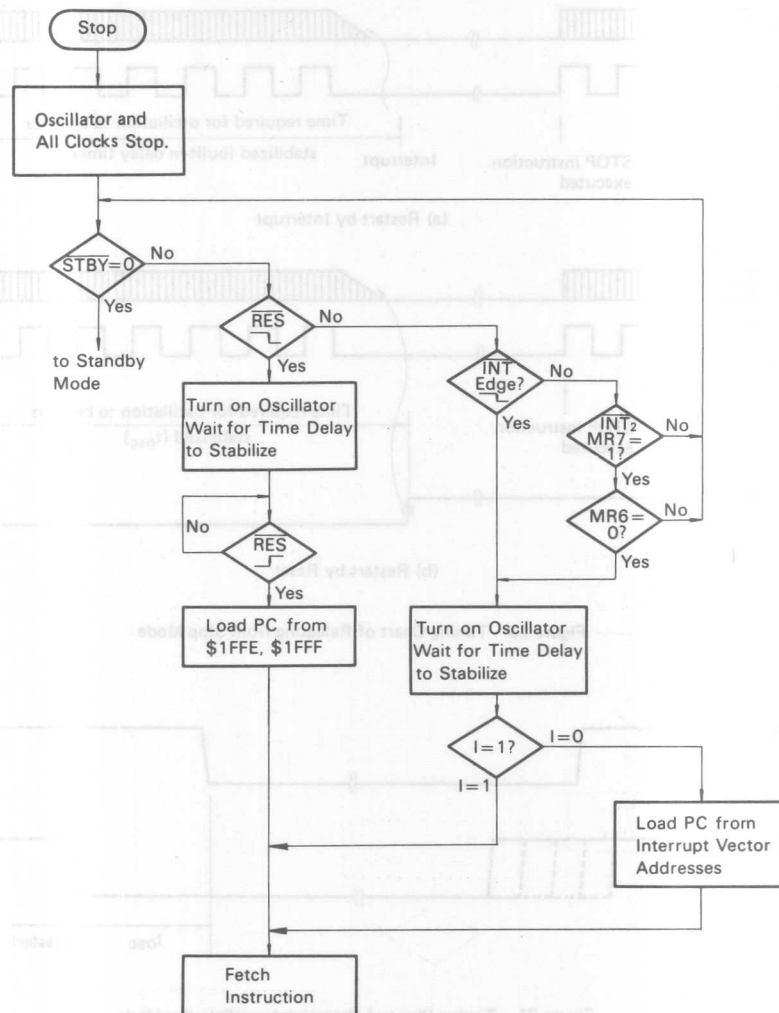 Stop
Oscillator and
All Clocks Stop.
STBY=0
No
Yes
to Standby
Mode
RES
No
Yes
Turn on Oscillator
Wait for Time Delay
to Stabilize
No
RES
Yes
Load PC from
$1FFE, $1FFF
INT
Edge?
No
Yes
INT2
MR7=
1?
No
Yes
MR6=
0?
No
Yes
Turn on Oscillator
Wait for Time Delay
to Stabilize
I=1?
I=0
I=1
Load PC from
Interrupt Vector
Addresses
Fetch
Instruction